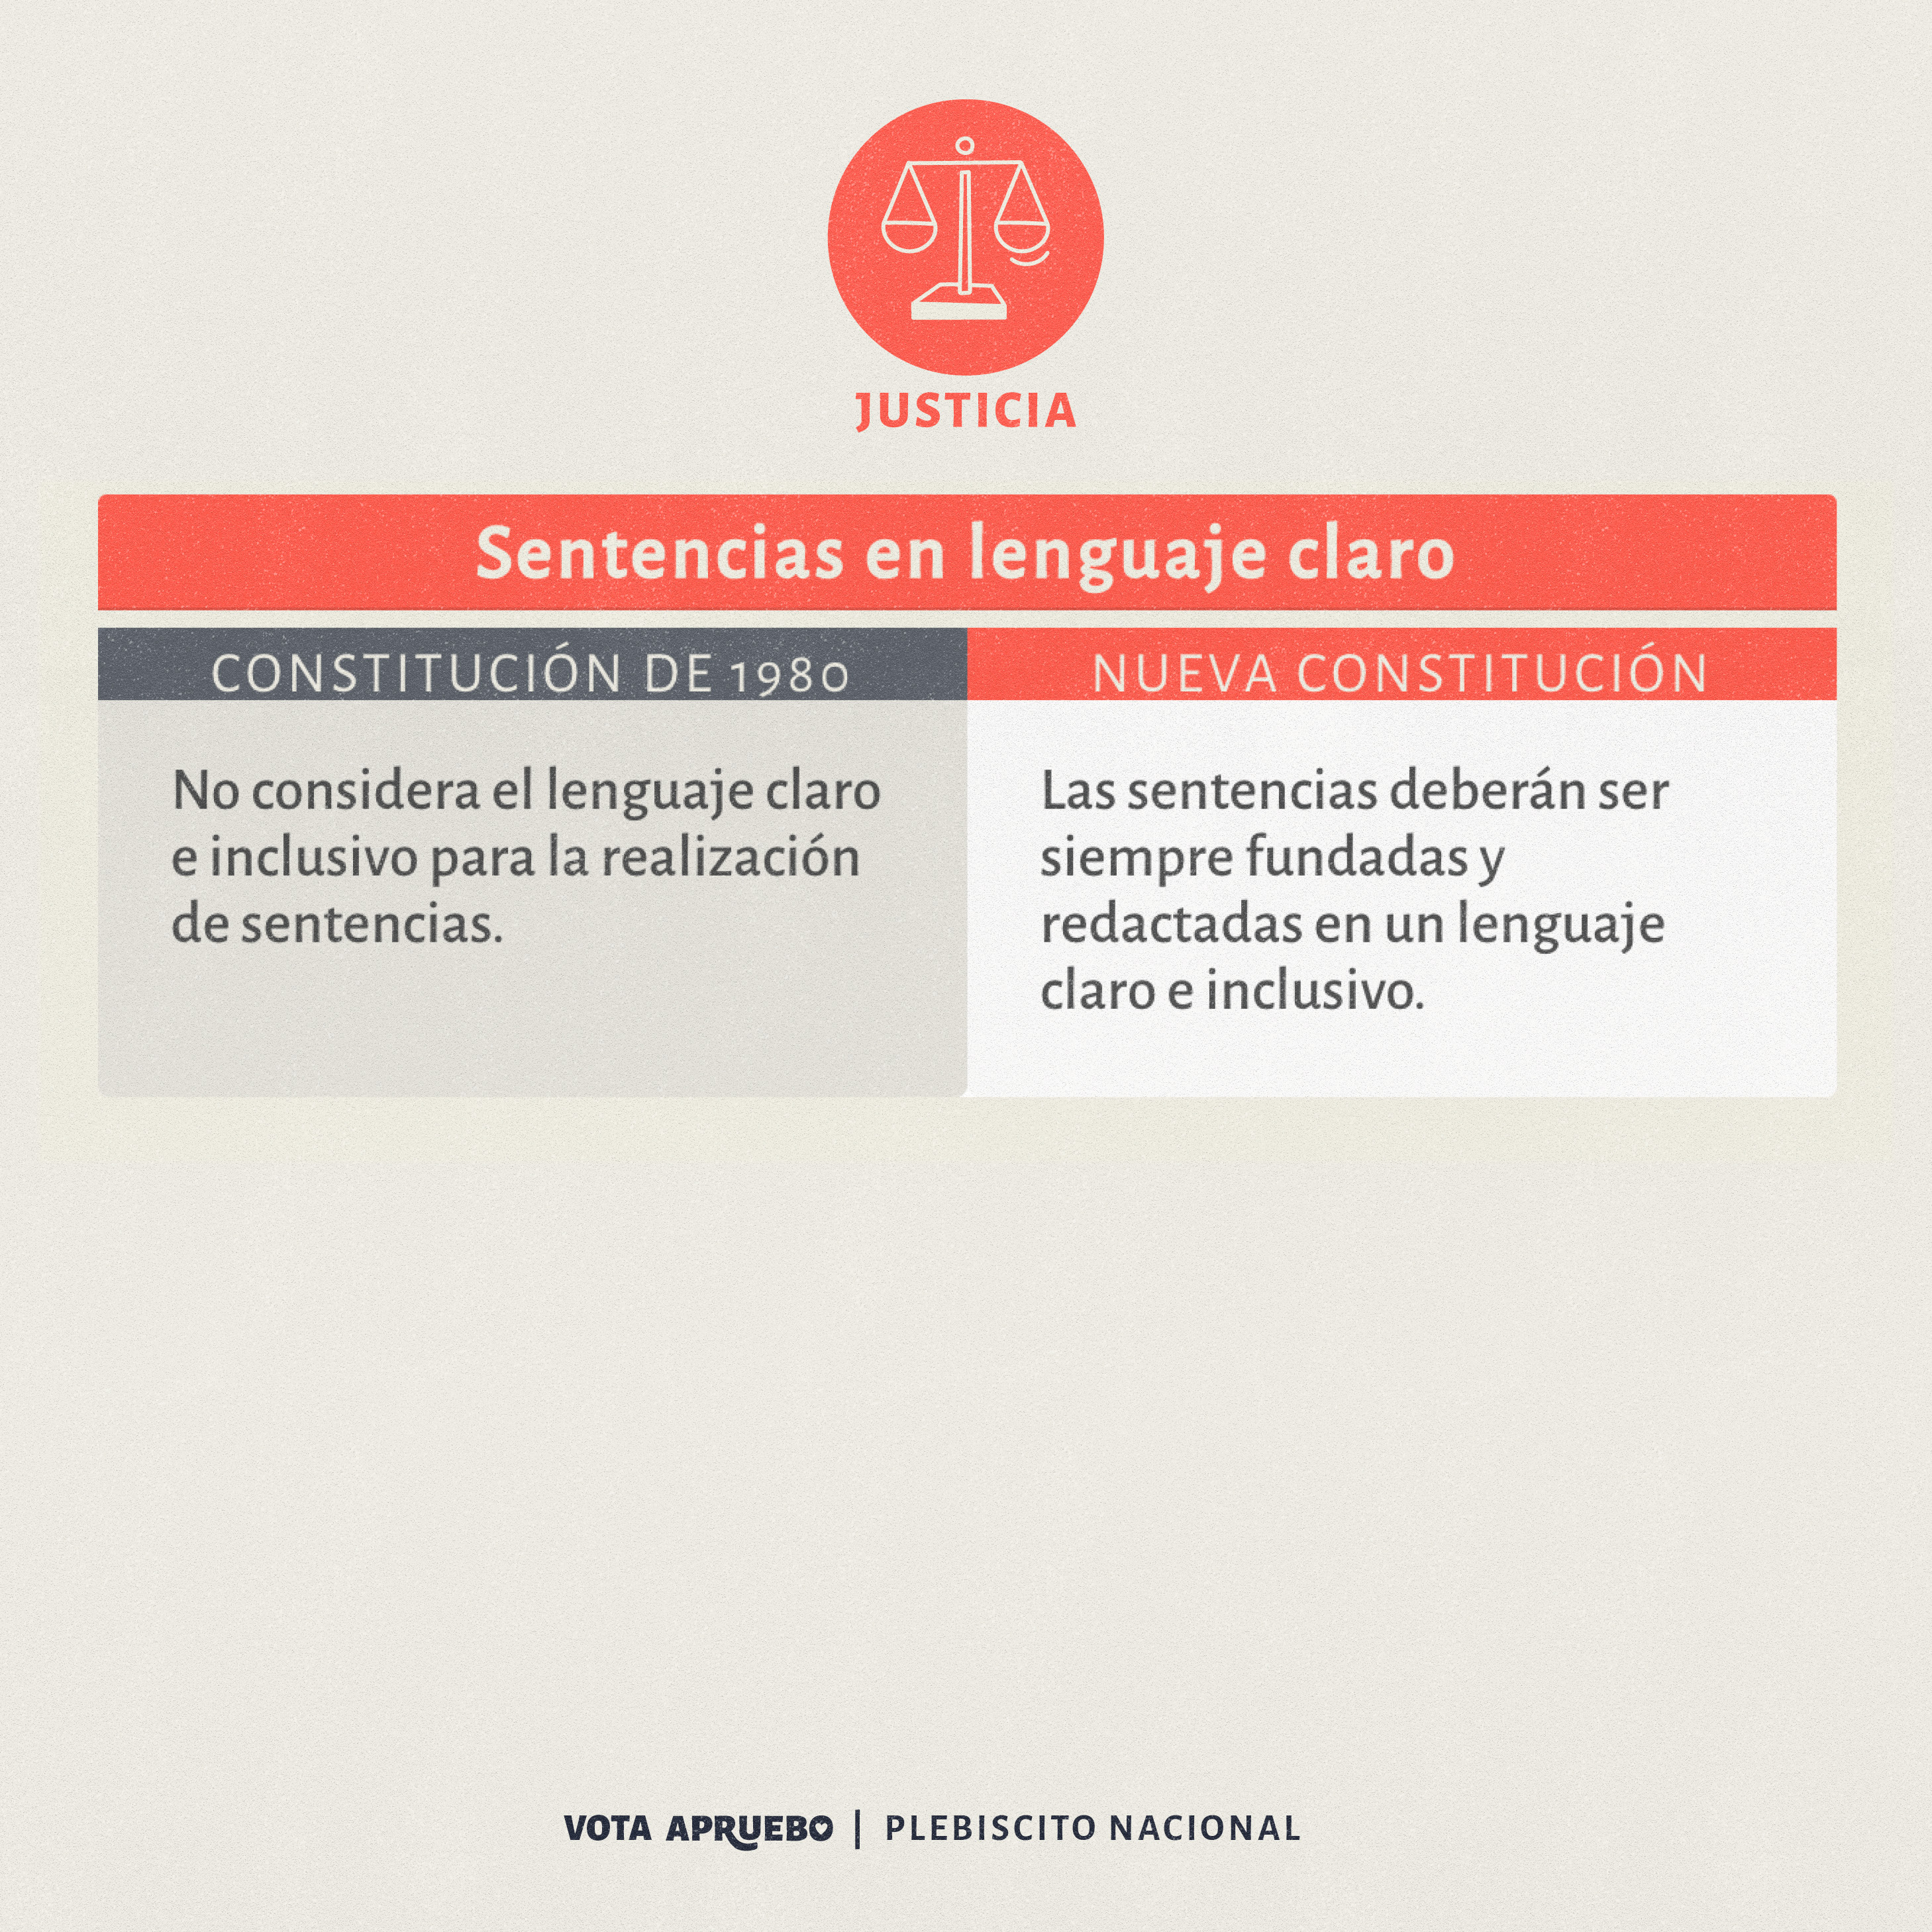 JUSTICIA
Sentencias en lenguaje claro
CONSTITUCIÓN DE 1980
No considera el lenguaje claro
e inclusivo para la realización
de sentencias.
NUEVA CONSTITUCIÓN
Las sentencias deberán ser
siempre fundadas y
redactadas en un lenguaje
claro e inclusivo.
VOTA APRUEBO | PLEBISCITO NACIONAL